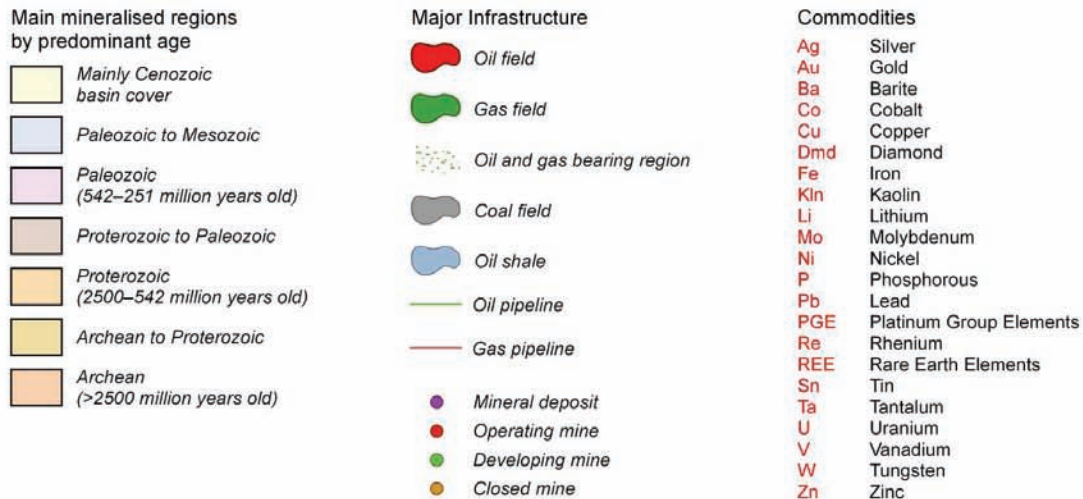 Main mineralised regions
by predominant age
Mainly Cenozoic
basin cover
Paleozoic to Mesozoic
Paleozoic
(542–251 million years old)
Proterozoic to Paleozoic
Proterozoic
(2500–542 million years old)
Archean to Proterozoic
Archean
(>2500 million years old)
Major Infrastructure
Oil field
Gas field
Oil and gas bearing region
Coal field
Oil shale
Oil pipeline
Gas pipeline
Mineral deposit
Operating mine
Developing mine
Closed mine
Commodities
Ag Silver
Au Gold
Ba Barite
Co Cobalt
Cu Copper
Dmd Diamond
Fe Iron
Kln Kaolin
Li Lithium
Mo Molybdenum
Ni Nickel
P Phosphorous
Pb Lead
PGE Platinum Group Elements
Re Rhenium
REE Rare Earth Elements
Sn Tin
Ta Tantalum
U Uranium
V Vanadium
W Tungsten
Zn Zinc